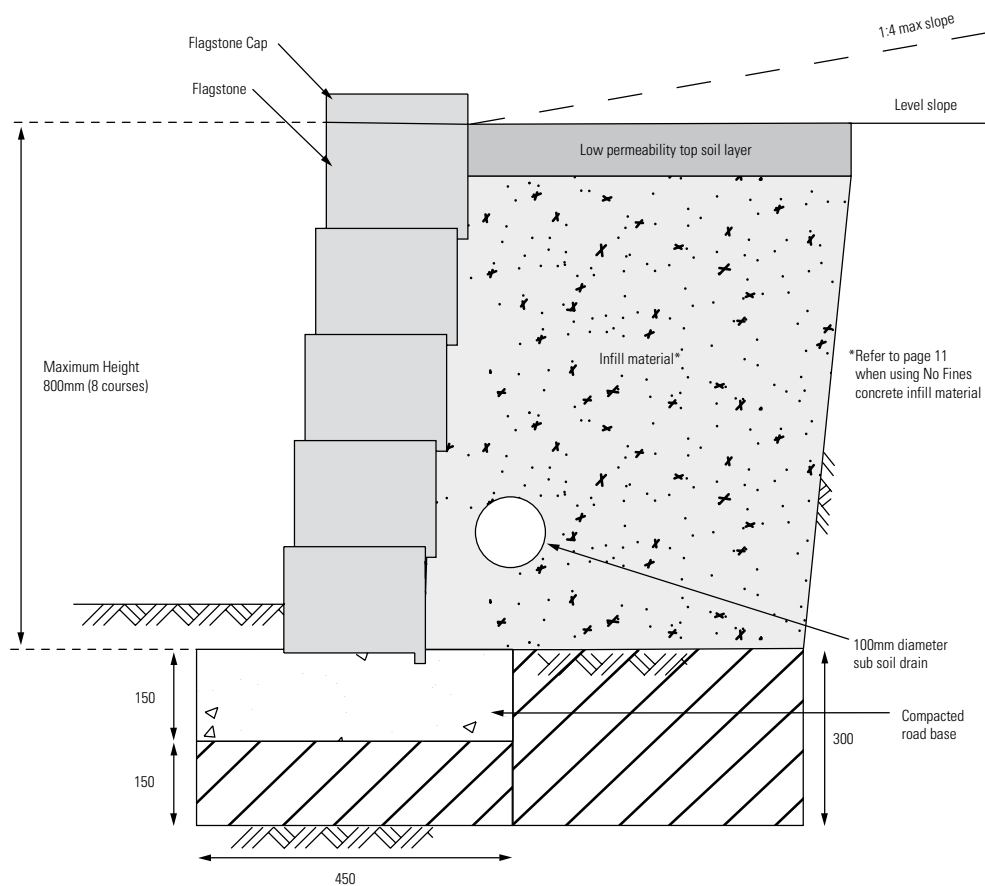 1:4 max slope
Flagstone Cap
Flagstone
Level slope
Low permeability top soil layer
Maximum Height
800mm (8 courses)
Infill material*
*Refer to page 11
when using No Fines
concrete infill material
100mm diameter
sub soil drain
150
Compacted
road base
300
150
450